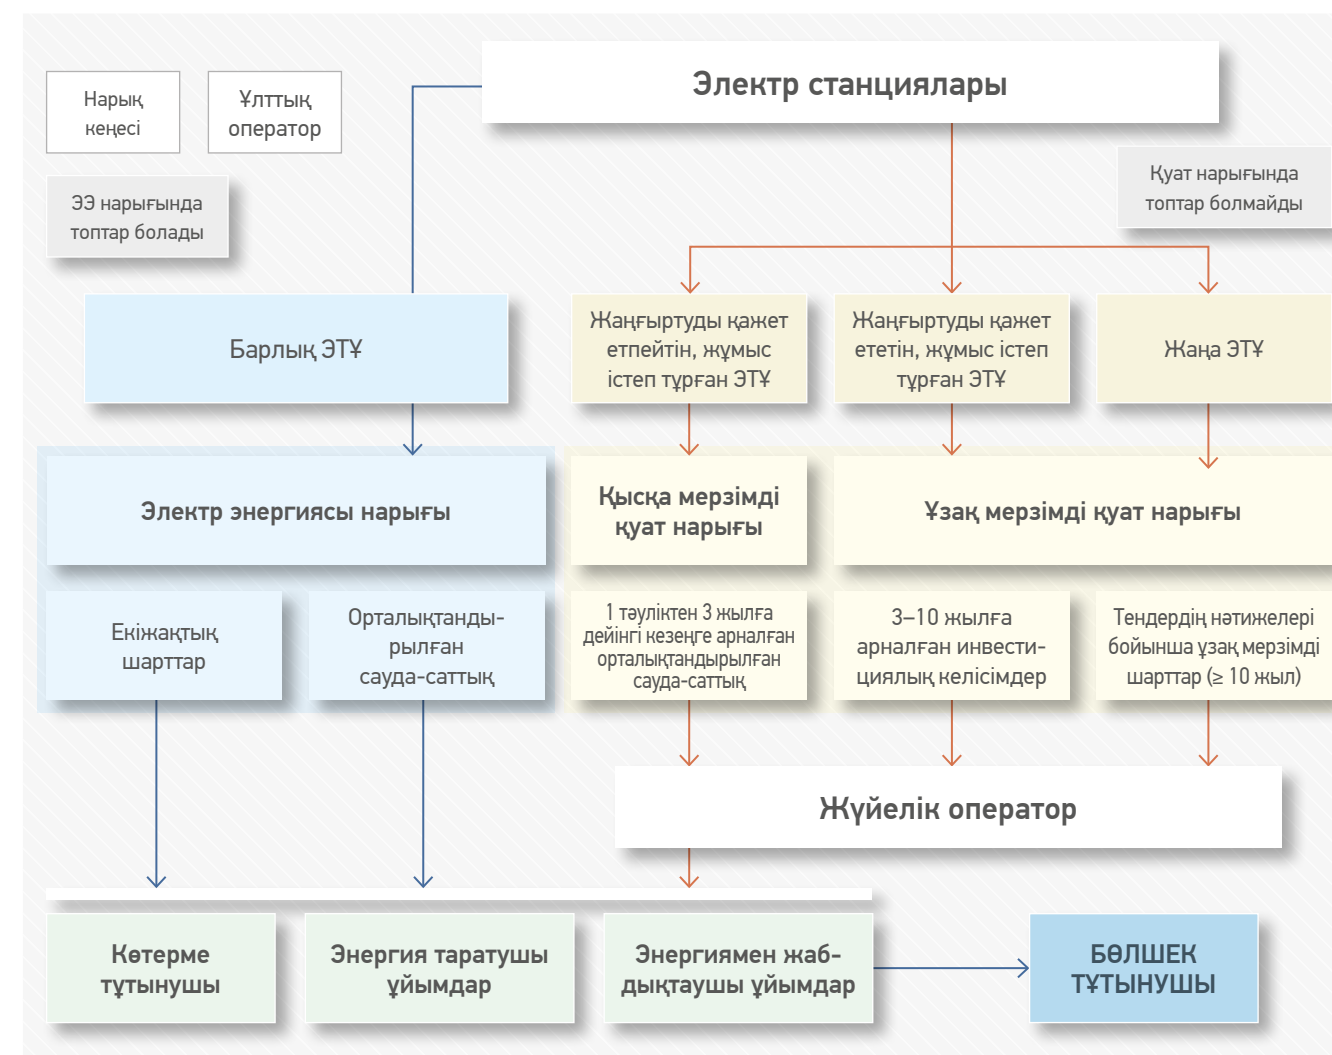 Электр станциялары
Нарық
кеңесі
Ұлттық
оператор
ЭЭ нарығында
топтар болады
Қуат нарығында
топтар болмайды
Барлық ЭТҰ
Жаңғыртуды қажет
етпейтін, жұмыс
істеп тұрған ЭТҰ
Жаңғыртуды қажет
ететін, жұмыс істеп
тұрған ЭТҰ
Жаңа ЭТҰ
Электр энергиясы нарығы
Қысқа мерзімді
қуат нарығы
Ұзақ мерзімді қуат нарығы
Екіжақтық
шарттар
Орталықтанды-
рылған
сауда-саттық
1 тәуліктен 3 жылға
дейінгі кезеңге арналған
орталықтандырылған
сауда-саттық
3–10 жылға
арналған инвести-
циялық келісімдер
Тендердің нәтижелері
бойынша ұзақ мерзімді
шарттар (≥ 10 жыл)
Жүйелік оператор
Көтерме
тұтынушы
Энергия таратушы
ұйымдар
Энергиямен жаб-
дықтаушы ұйымдар
БӨЛШЕК
ТҰТЫНУШЫ